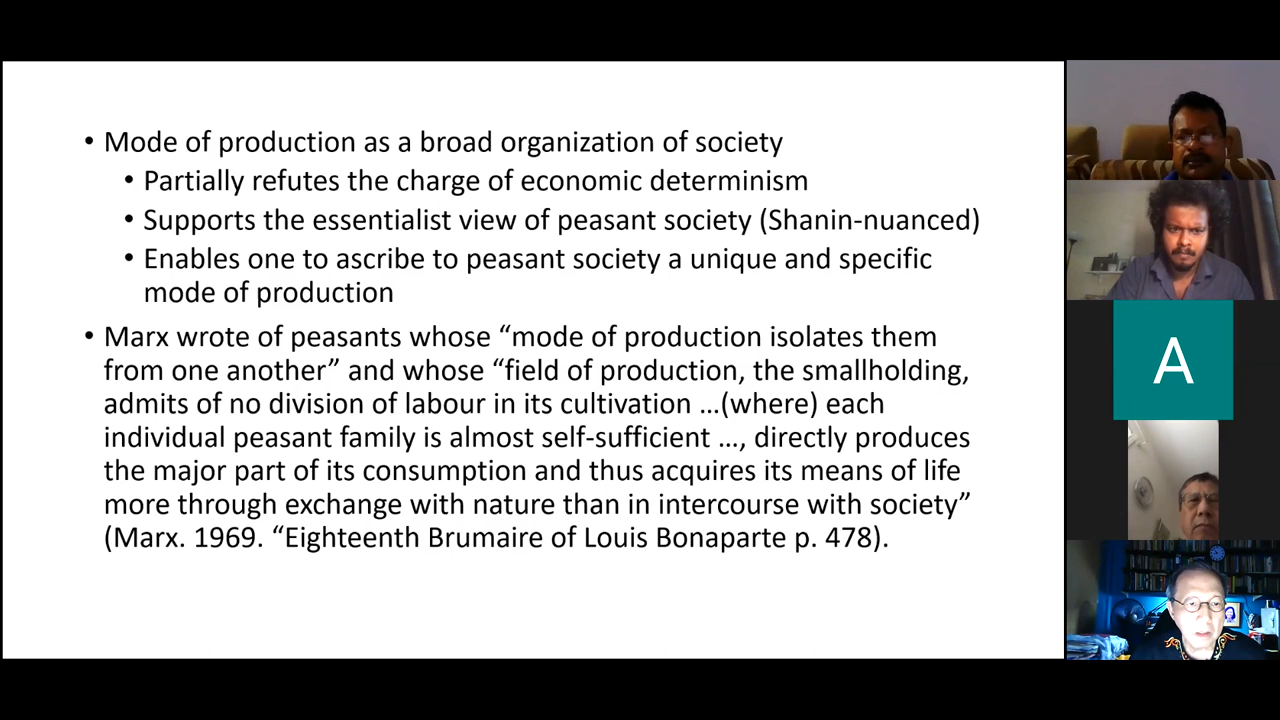 • Mode of production as a broad organization of society
• Partially refutes the charge of economic determinism
• Supports the essentialist view of peasant society (Shanin-nuanced)
• Enables one to ascribe to peasant society a unique and specific
mode of production
• Marx wrote of peasants whose “mode of production isolates them
from one another” and whose “field of production, the smallholding,
admits of no division of labour in its cultivation …(where) each
individual peasant family is almost self-sufficient …, directly produces
the major part of its consumption and thus acquires its means of life
more through exchange with nature than in intercourse with society”
(Marx. 1969. “Eighteenth Brumaire of Louis Bonaparte p. 478).
A